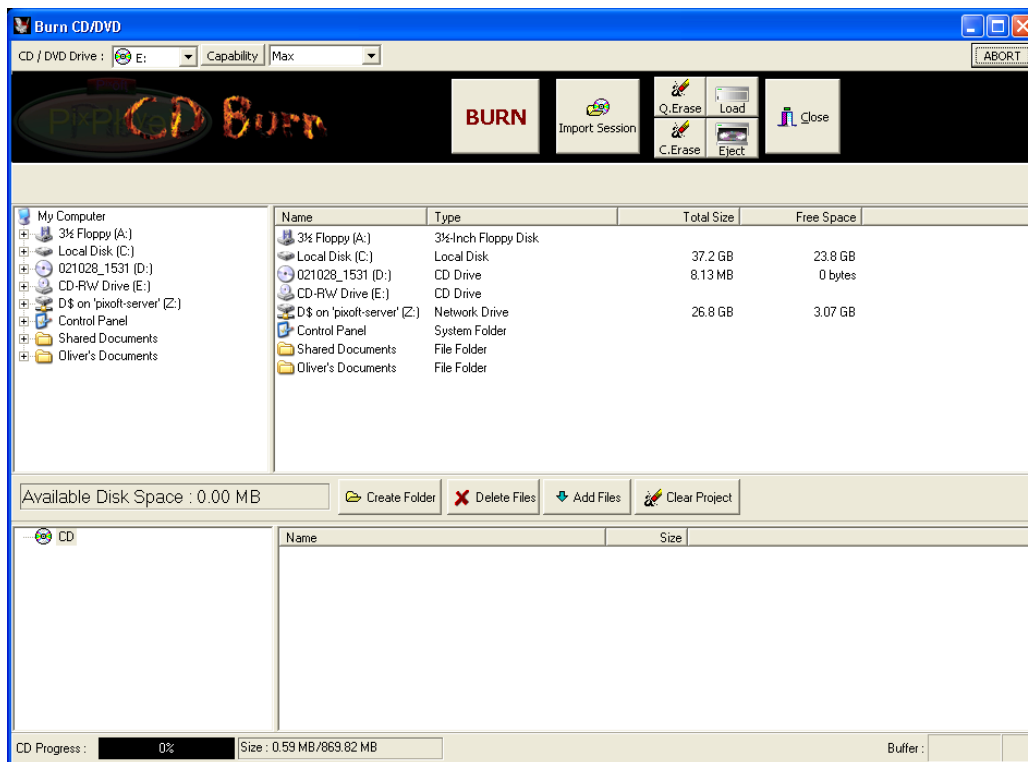 Burn CD/DVD
CD / DVD Drive : E: Capability Max ABORT
PixPlayer CD Burn
BURN
Import Session
Q.Erase Load
C.Erase Eject
Close
My Computer
3½ Floppy (A:)
Local Disk (C:)
021028_1531 (D:)
CD-RW Drive (E:)
D$ on 'pixoft-server' (Z:)
Control Panel
Shared Documents
Oliver's Documents
Name Type Total Size Free Space
3½ Floppy (A:) 3½-Inch Floppy Disk
Local Disk (C:) Local Disk 37.2 GB 23.8 GB
021028_1531 (D:) CD Drive 8.13 MB 0 bytes
CD-RW Drive (E:) CD Drive
D$ on 'pixoft-server' (Z:) Network Drive 26.8 GB 3.07 GB
Control Panel System Folder
Shared Documents File Folder
Oliver's Documents File Folder
Available Disk Space : 0.00 MB Create Folder Delete Files Add Files Clear Project
CD
Name Size
CD Progress : 0% Size : 0.59 MB/869.82 MB Buffer :